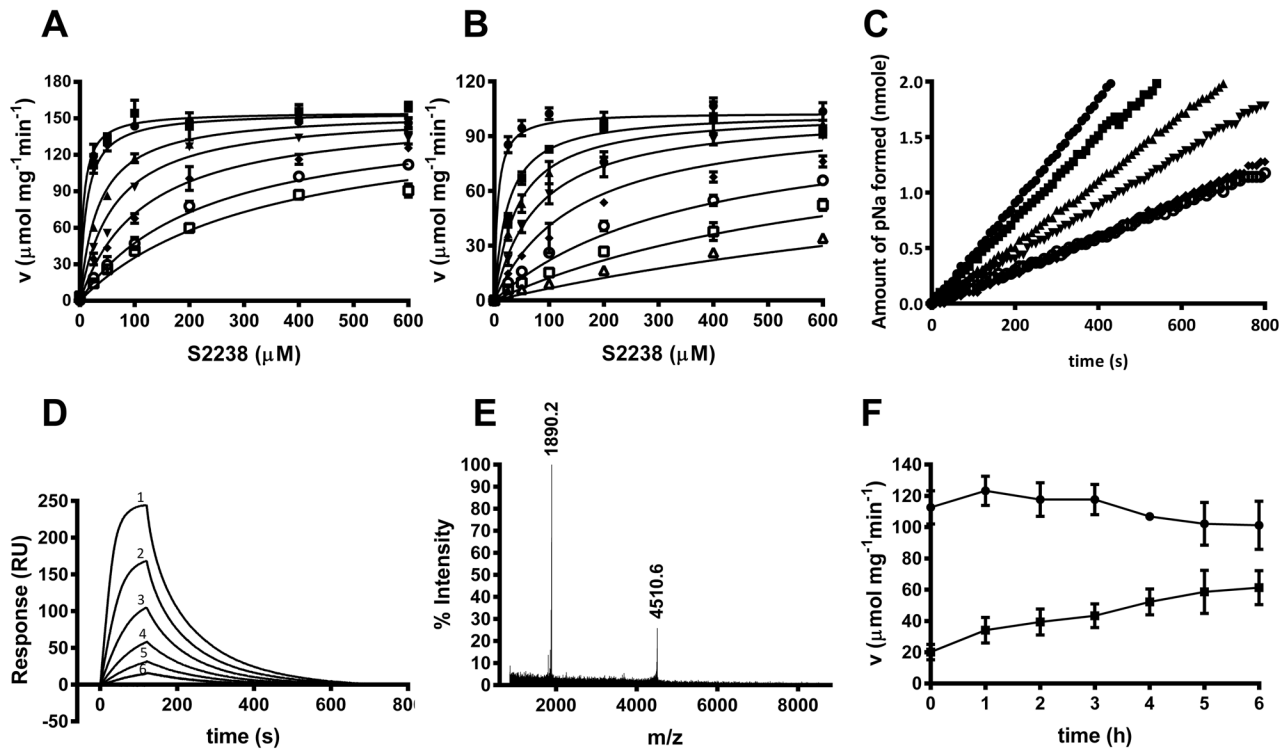 A
v (μmol mg⁻¹min⁻¹)
180
150
120
90
60
30
0
0 100 200 300 400 500 600
S2238 (μM)
B
120
90
60
30
0
0 100 200 300 400 500 600
S2238 (μM)
C
Amount of pNa formed (nmole)
2.0
1.5
1.0
0.5
0.0
0 200 400 600 800
time (s)
D
Response (RU)
250
200
150
100
50
0
-50
1
2
3
4
5
6
0 200 400 600 80
time (s)
E
% Intensity
100
90
80
70
60
50
40
30
20
10
0
1890.2
4510.6
2000 4000 6000 8000
m/z
F
v (μmol mg⁻¹min⁻¹)
140
120
100
80
60
40
20
0
0 1 2 3 4 5 6
time (h)